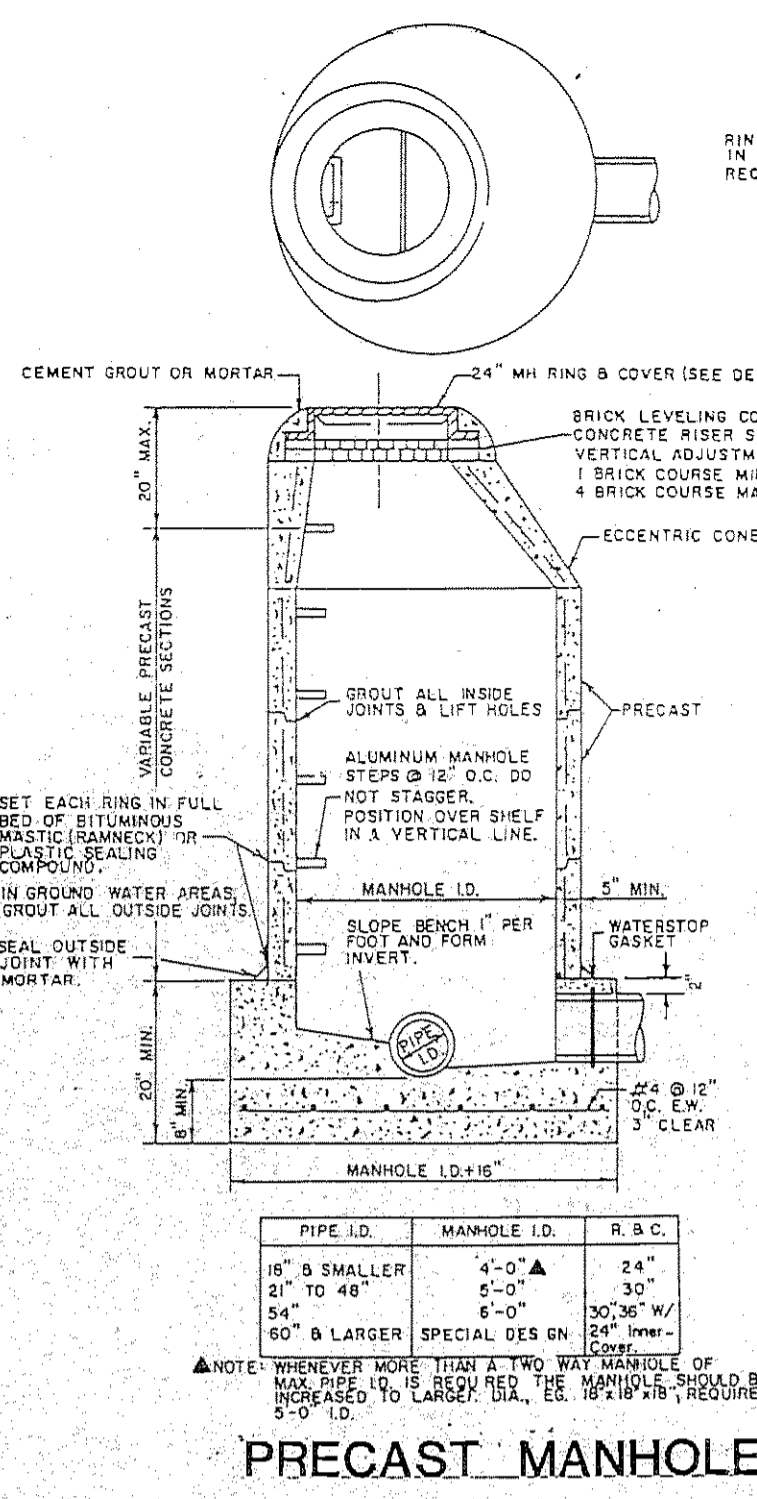 RIN
IN
REC
CEMENT GROUT OR MORTAR
24" MH RING & COVER (SEE DE
20" MAX.
BRICK LEVELING CO
CONCRETE RISER S
VERTICAL ADJUSTM
1 BRICK COURSE MI
4 BRICK COURSE MA
ECCENTRIC CONE
VARIABLE PRECAST
CONCRETE SECTIONS
GROUT ALL INSIDE
JOINTS & LIFT HOLES
PRECAST
ALUMINUM MANHOLE
STEPS @ 12" O.C. DO
NOT STAGGER.
POSITION OVER SHELF
IN A VERTICAL LINE.
SET EACH RING IN FULL
BED OF BITUMINOUS
MASTIC (RAMNECK) OR
PLASTIC SEALING
COMPOUND.
IN GROUND WATER AREAS,
GROUT ALL OUTSIDE JOINTS.
MANHOLE I.D.
5" MIN.
SEAL OUTSIDE
JOINT WITH
MORTAR.
SLOPE BENCH 1" PER
FOOT AND FORM
INVERT.
WATERSTOP
GASKET
2"
PIPE
I.D.
20" MIN.
8" MIN.
#4 @ 12"
O.C. E.W.
3" CLEAR
MANHOLE I.D.+16"
PIPE I.D. MANHOLE I.D. R. & C.
18" & SMALLER 4'-0" ▲ 24"
21" TO 48" 5'-0" 30"
54" 6'-0" 30",36" W/
60" & LARGER SPECIAL DES GN 24" Inner-
Cover.
▲NOTE: WHENEVER MORE THAN A TWO WAY MANHOLE OF
MAX. PIPE I.D. IS REQU RED THE MANHOLE SHOULD B
INCREASED TO LARGER DIA., EG. 18"x18"x18", REQUIRE
5'-0" I.D.
PRECAST MANHOLE